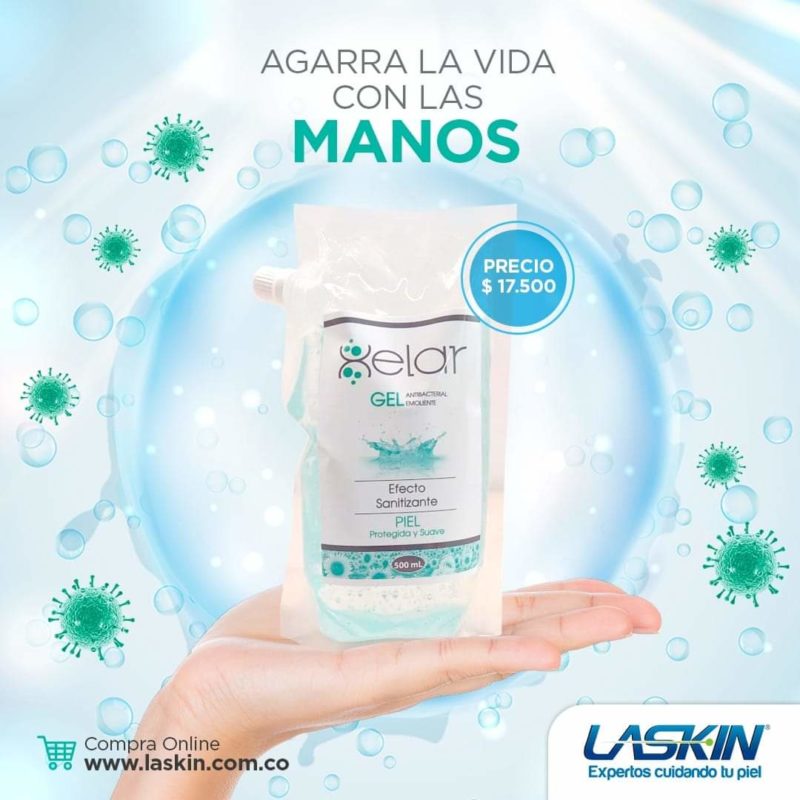 AGARRA LA VIDA
CON LAS
MANOS
PRECIO
$ 17.500
xelar
GEL ANTIBACTERIAL
EMOLIENTE
Efecto
Sanitizante
PIEL
Protegida y Suave
500 mL
LASKIN®
Expertos cuidando tu piel
Compra Online
www.laskin.com.co